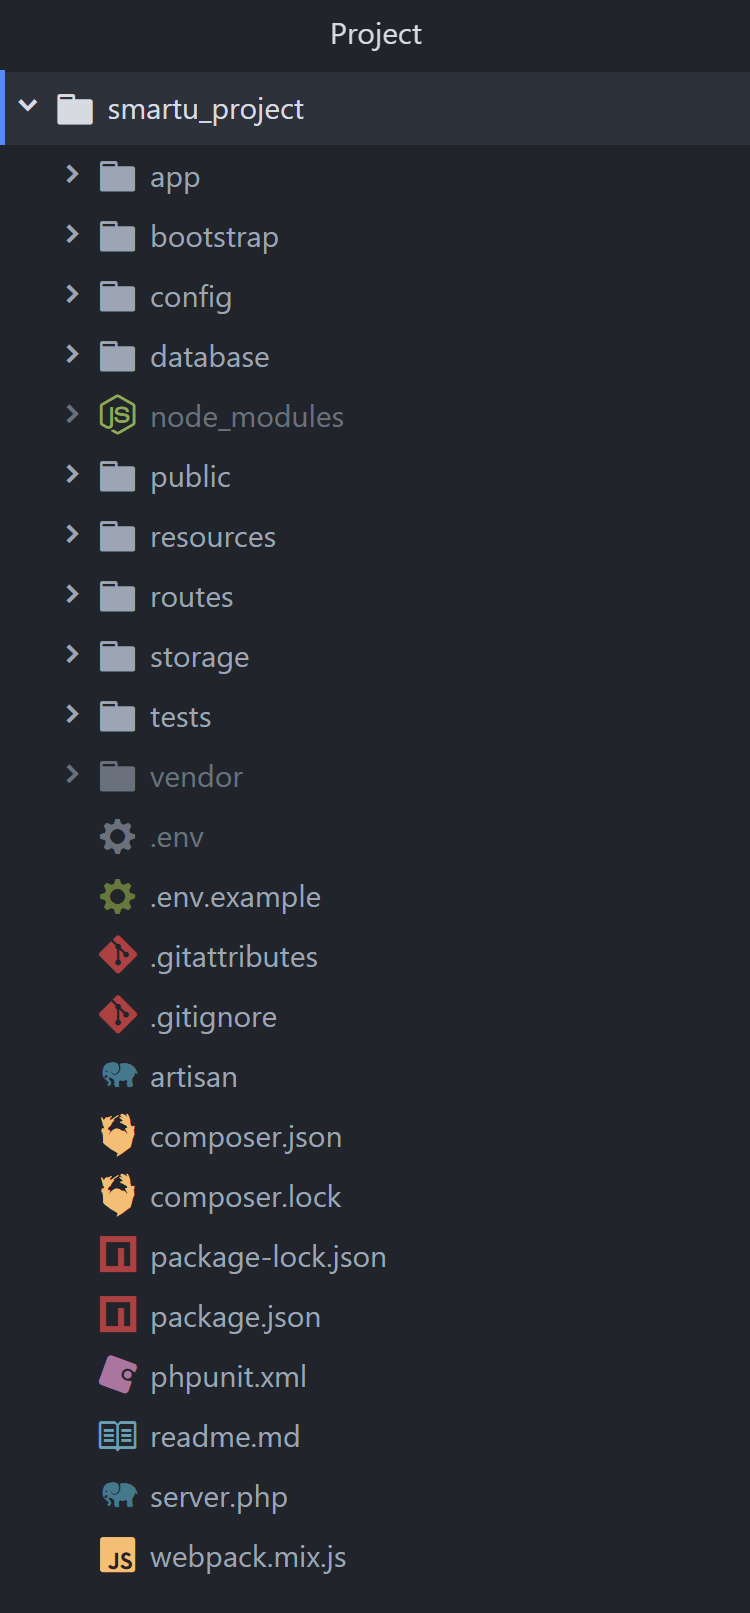 Project
smartu_project
app
bootstrap
config
database
node_modules
public
resources
routes
storage
tests
vendor
.env
.env.example
.gitattributes
.gitignore
artisan
composer.json
composer.lock
package-lock.json
package.json
phpunit.xml
readme.md
server.php
JS webpack.mix.js